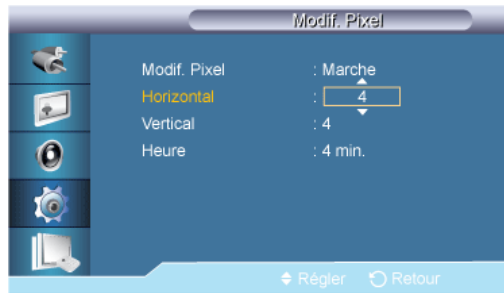 Modif. Pixel
Modif. Pixel : Marche
Horizontal : 4
Vertical : 4
Heure : 4 min.
Régler Retour